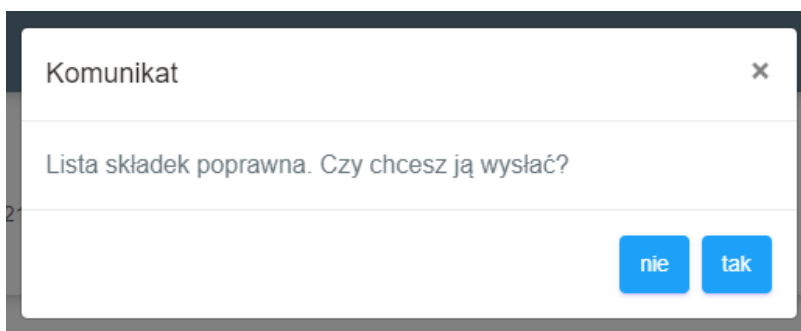 Komunikat ×
Lista składek poprawna. Czy chcesz ją wysłać?
nie tak